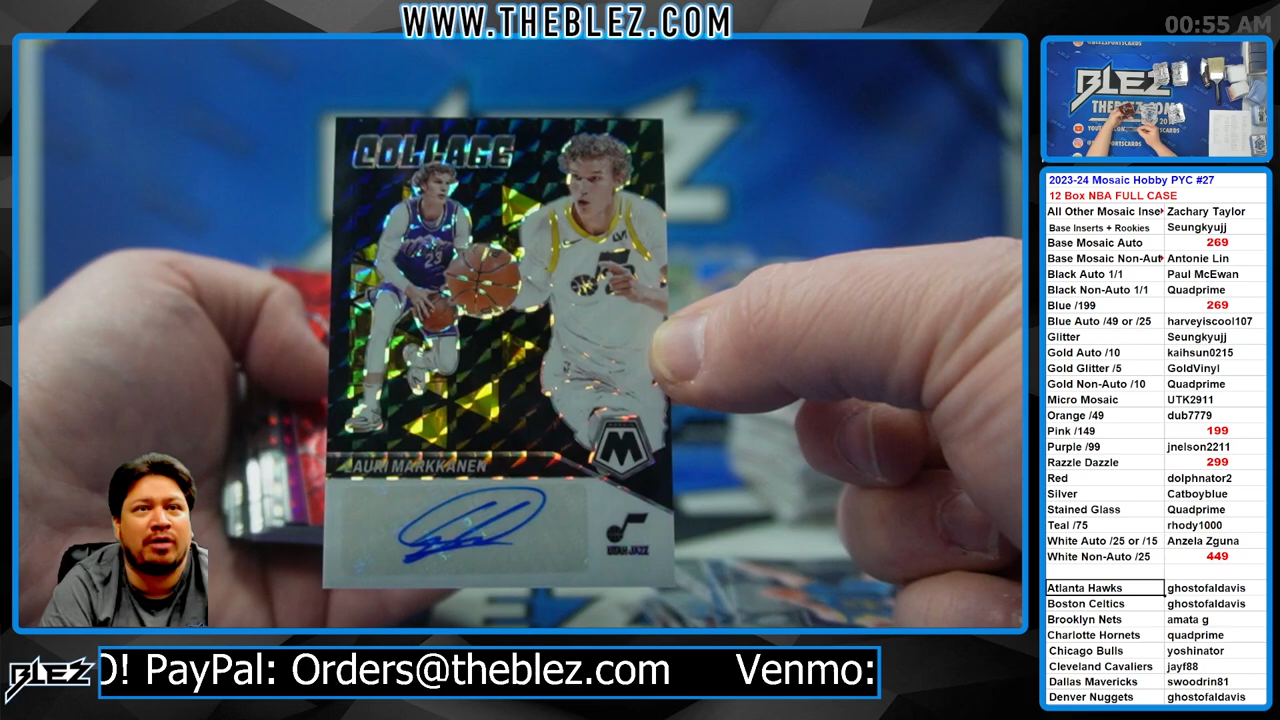 WWW.THEBLEZ.COM
00:55 AM
COLLAGE
23
LAURI MARKKANEN
M
UTAH JAZZ
BLEZ
2023-24 Mosaic Hobby PYC #27
12 Box NBA FULL CASE
All Other Mosaic Inse Zachary Taylor
Base Inserts + Rookies Seungkyujj
Base Mosaic Auto 269
Base Mosaic Non-Aut Antonie Lin
Black Auto 1/1 Paul McEwan
Black Non-Auto 1/1 Quadprime
Blue /199 269
Blue Auto /49 or /25 harveyiscool107
Glitter Seungkyujj
Gold Auto /10 kaihsun0215
Gold Glitter /5 GoldVinyl
Gold Non-Auto /10 Quadprime
Micro Mosaic UTK2911
Orange /49 dub7779
Pink /149 199
Purple /99 jnelson2211
Razzle Dazzle 299
Red dolphnator2
Silver Catboyblue
Stained Glass Quadprime
Teal /75 rhody1000
White Auto /25 or /15 Anzela Zguna
White Non-Auto /25 449
Atlanta Hawks ghostofaldavis
Boston Celtics ghostofaldavis
Brooklyn Nets amata g
Charlotte Hornets quadprime
Chicago Bulls yoshinator
Cleveland Cavaliers jayf88
Dallas Mavericks swoodrin81
Denver Nuggets ghostofaldavis
BLEZ
O! PayPal: Orders@theblez.com Venmo: